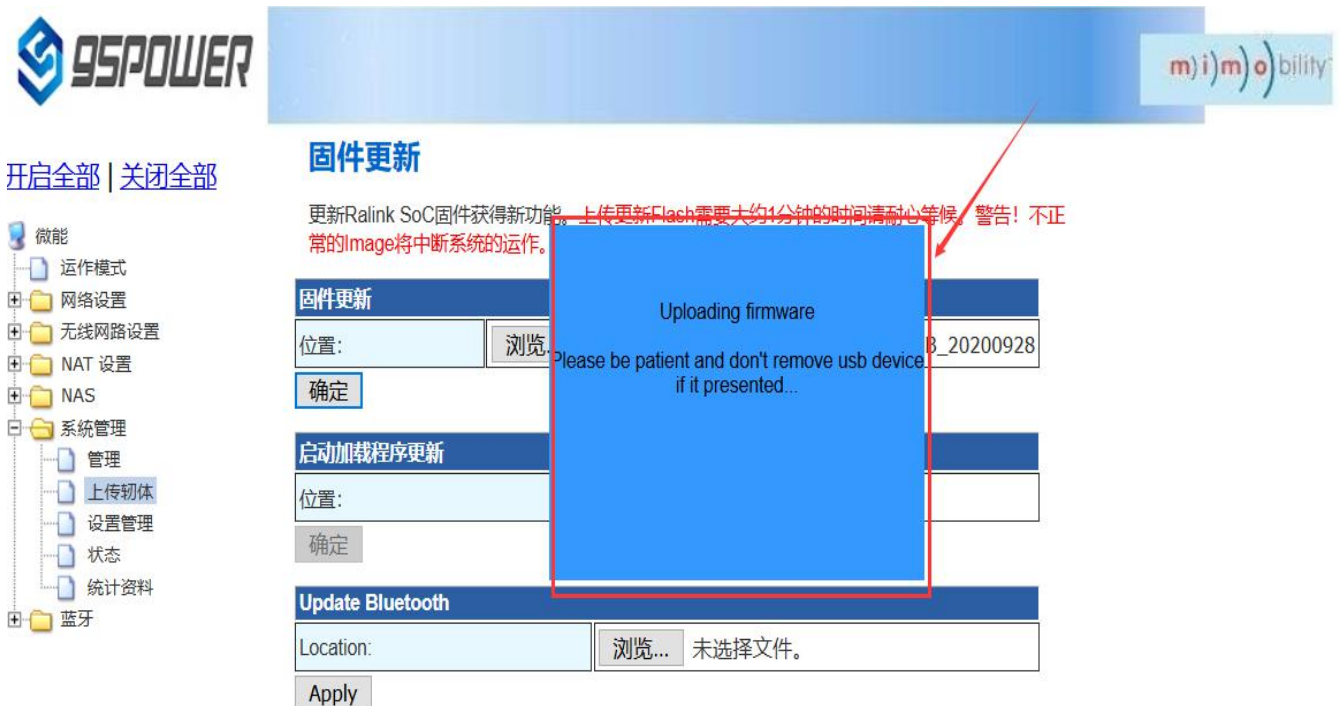 9SPOWER
m)i)m)o)bility
开启全部 | 关闭全部
微能
运作模式
网络设置
无线网路设置
NAT 设置
NAS
系统管理
管理
上传轫体
设置管理
状态
统计资料
蓝牙
固件更新
更新Ralink SoC固件获得新功能。上传更新Flash需要大约1分钟的时间请耐心等候。警告！不正
常的Image将中断系统的运作。
固件更新
位置: 浏览. B_20200928
确定
Uploading firmware
Please be patient and don't remove usb device
if it presented...
启动加载程序更新
位置:
确定
Update Bluetooth
Location: 浏览... 未选择文件。
Apply